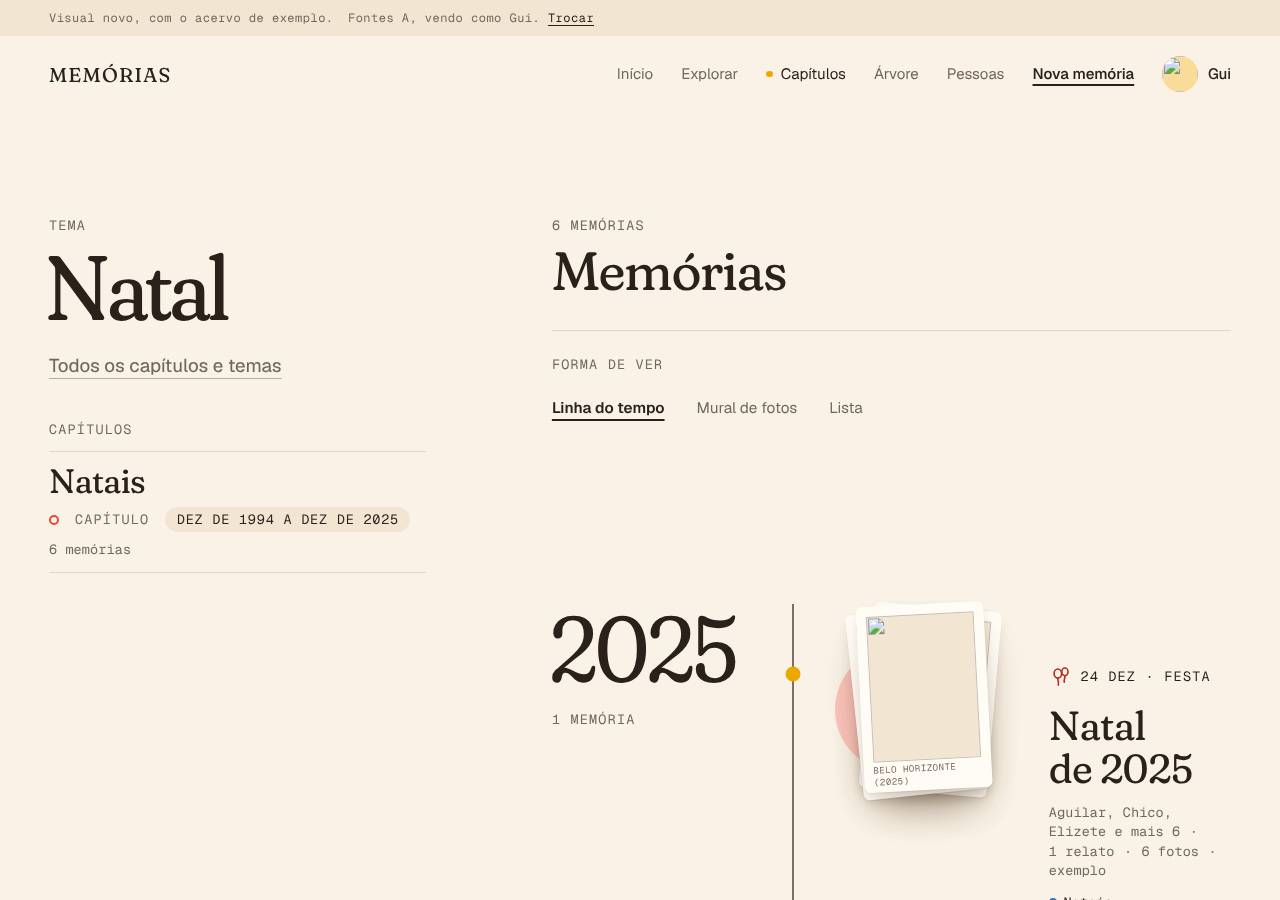 Visual novo, com o acervo de exemplo. Fontes A, vendo como Gui. Trocar
MEMÓRIAS
Início
Explorar
Capítulos
Árvore
Pessoas
Nova memória
Gui
TEMA
Natal
Todos os capítulos e temas
CAPÍTULOS
Natais
CAPÍTULO
DEZ DE 1994 A DEZ DE 2025
6 memórias
6 MEMÓRIAS
Memórias
FORMA DE VER
Linha do tempo
Mural de fotos
Lista
2025
1 MEMÓRIA
BELO HORIZONTE
(2025)
24 DEZ · FESTA
Natal
de 2025
Aguilar, Chico,
Elizete e mais 6 ·
1 relato · 6 fotos ·
exemplo